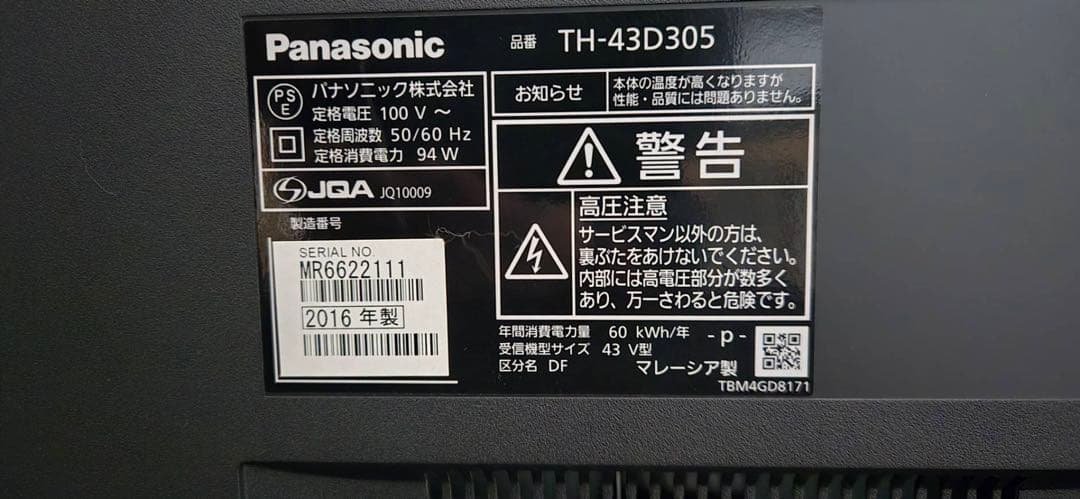 Panasonic
品番 TH-43D305
PS
E
パナソニック株式会社
定格電圧 100 V ～
定格周波数 50/60 Hz
定格消費電力 94 W
JQA JQ10009
お知らせ
本体の温度が高くなりますが
性能・品質には問題ありません。
警告
高圧注意
サービスマン以外の方は、
裏ぶたをあけないでください。
内部には高電圧部分が数多く
あり、万一さわると危険です。
製造番号
SERIAL NO.
MR6622111
2016 年製
年間消費電力量 60 kWh/年
受信機型サイズ 43 V型
区分名 DF
-p-
マレーシア製
TBM4GD8171